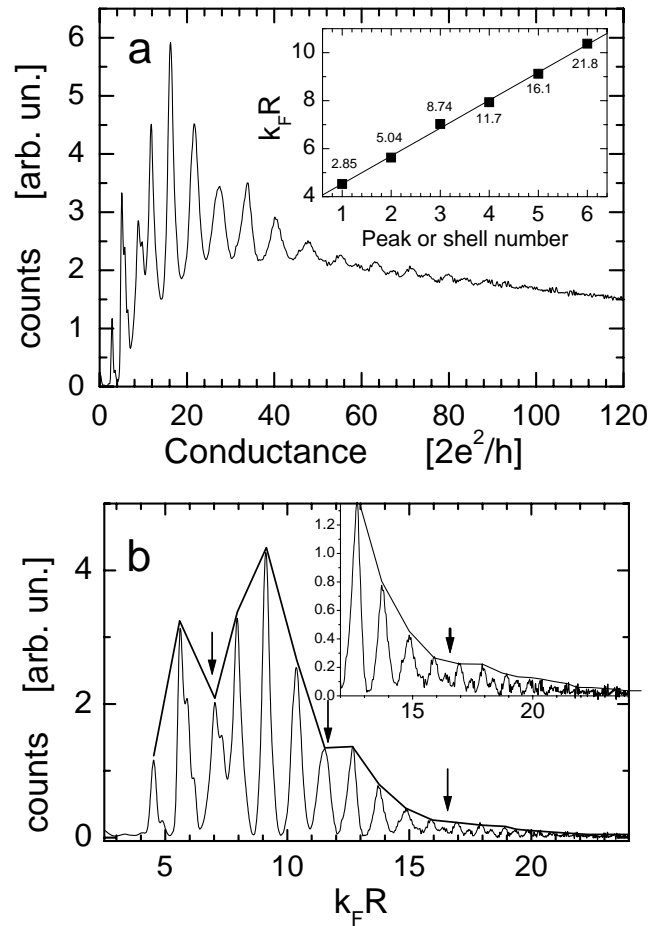 a
counts [arb. un.]
6
5
4
3
2
1
0
0 20 40 60 80 100 120
Conductance [2e²/h]
k_F R
10
8
6
4
2.85
5.04
8.74
11.7
16.1
21.8
1 2 3 4 5 6
Peak or shell number
b
counts [arb. un.]
4
2
0
5 10 15 20
k_F R
1.2
1.0
0.8
0.6
0.4
0.2
0.0
15 20